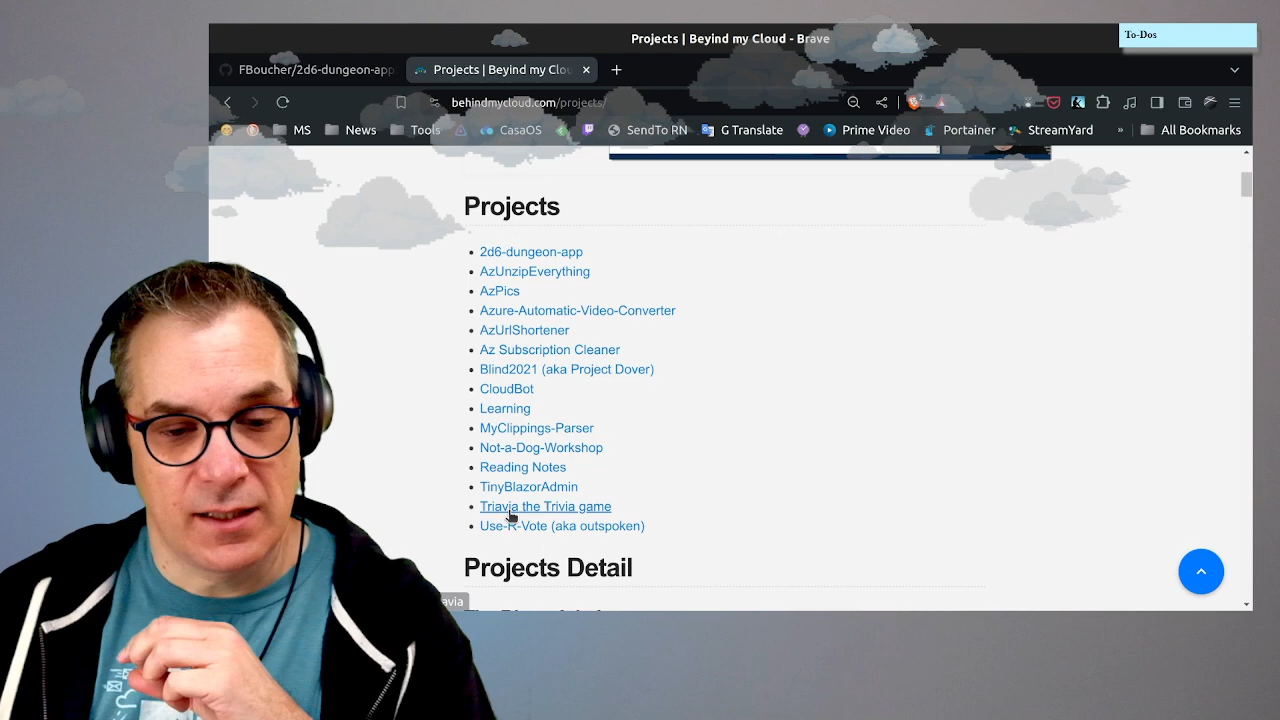 Projects | Beyind my Cloud - Brave
To-Dos
FBoucher/2d6-dungeon-app
Projects | Beyind my Clou
behindmycloud.com/projects/
MS
News
Tools
CasaOS
SendTo RN
G Translate
Prime Video
Portainer
StreamYard
»
All Bookmarks
Projects
2d6-dungeon-app
AzUnzipEverything
AzPics
Azure-Automatic-Video-Converter
AzUrlShortener
Az Subscription Cleaner
Blind2021 (aka Project Dover)
CloudBot
Learning
MyClippings-Parser
Not-a-Dog-Workshop
Reading Notes
TinyBlazorAdmin
Triavia the Trivia game
Use-R-Vote (aka outspoken)
Projects Detail
avia